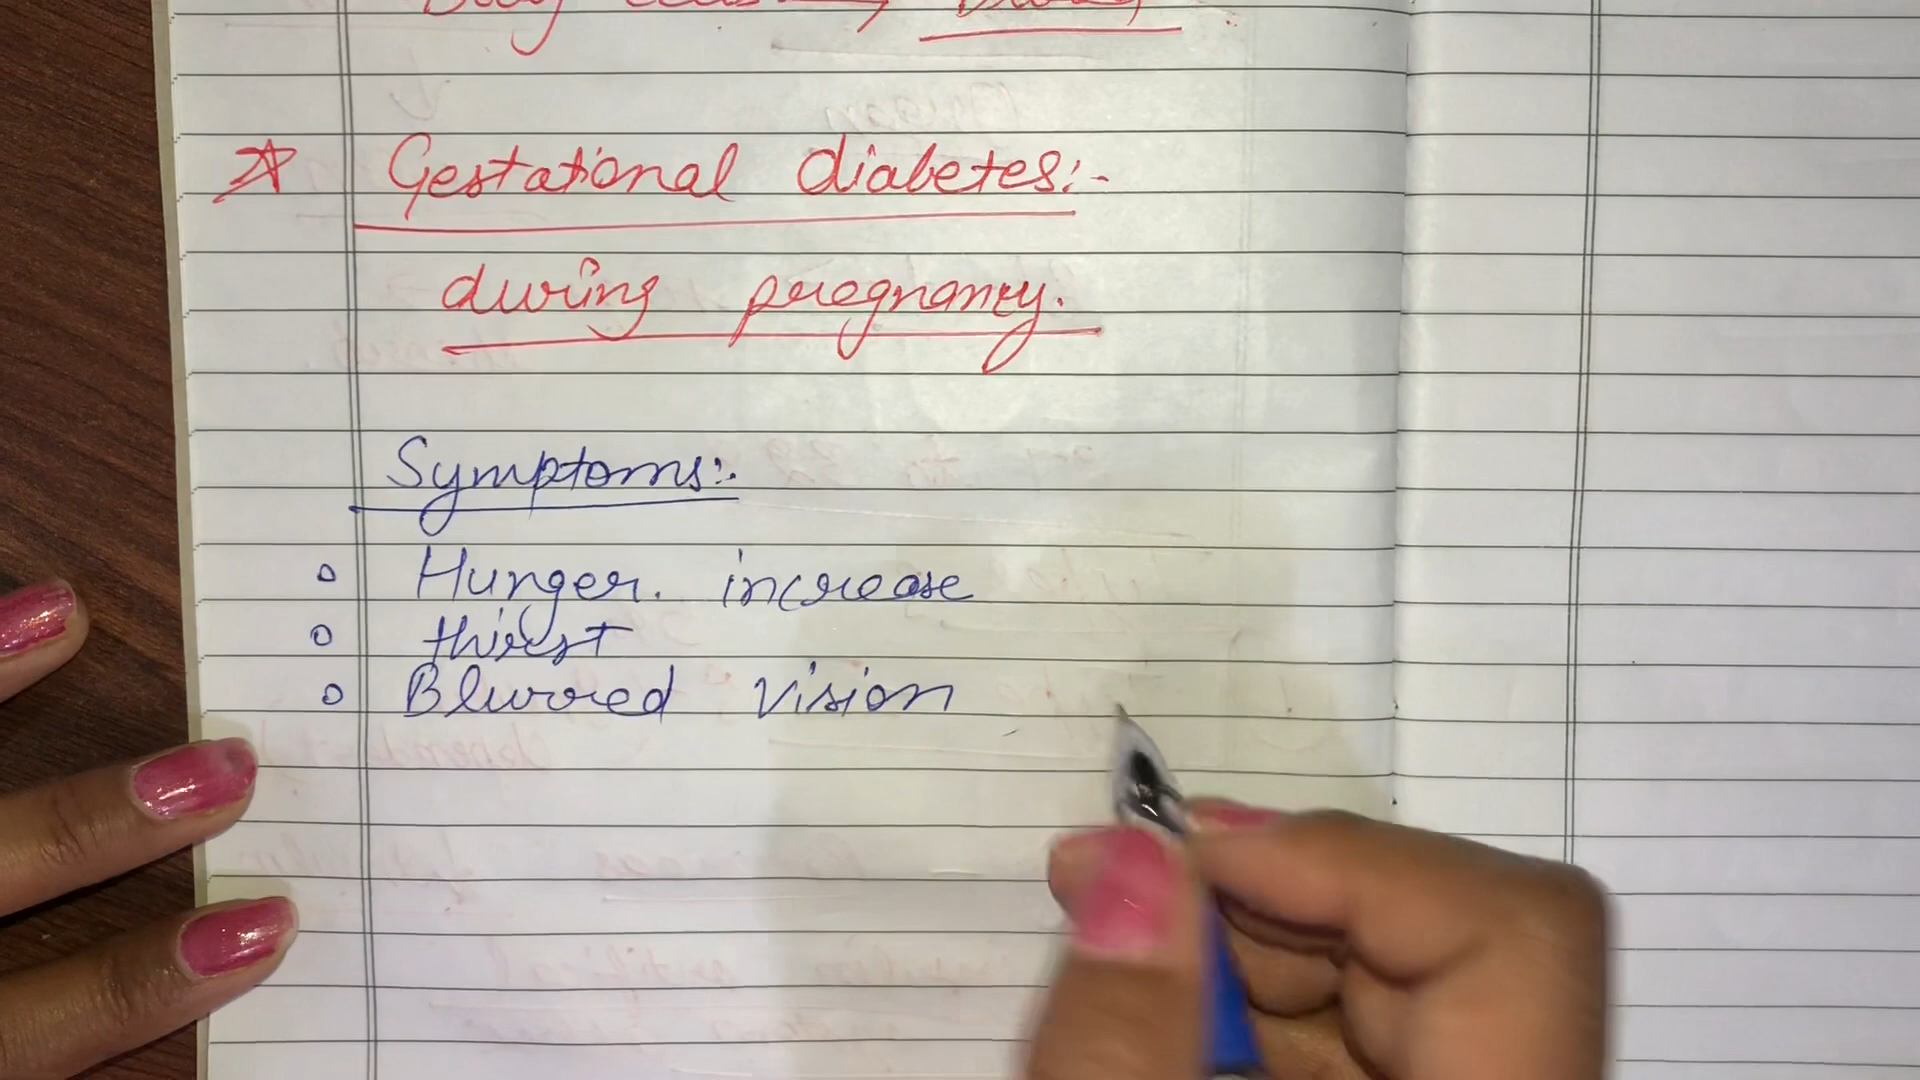 ☆ Gestational diabetes:-
during pregnancy.
Symptoms:-
o Hunger. increase
o thirst
o Blurred vision